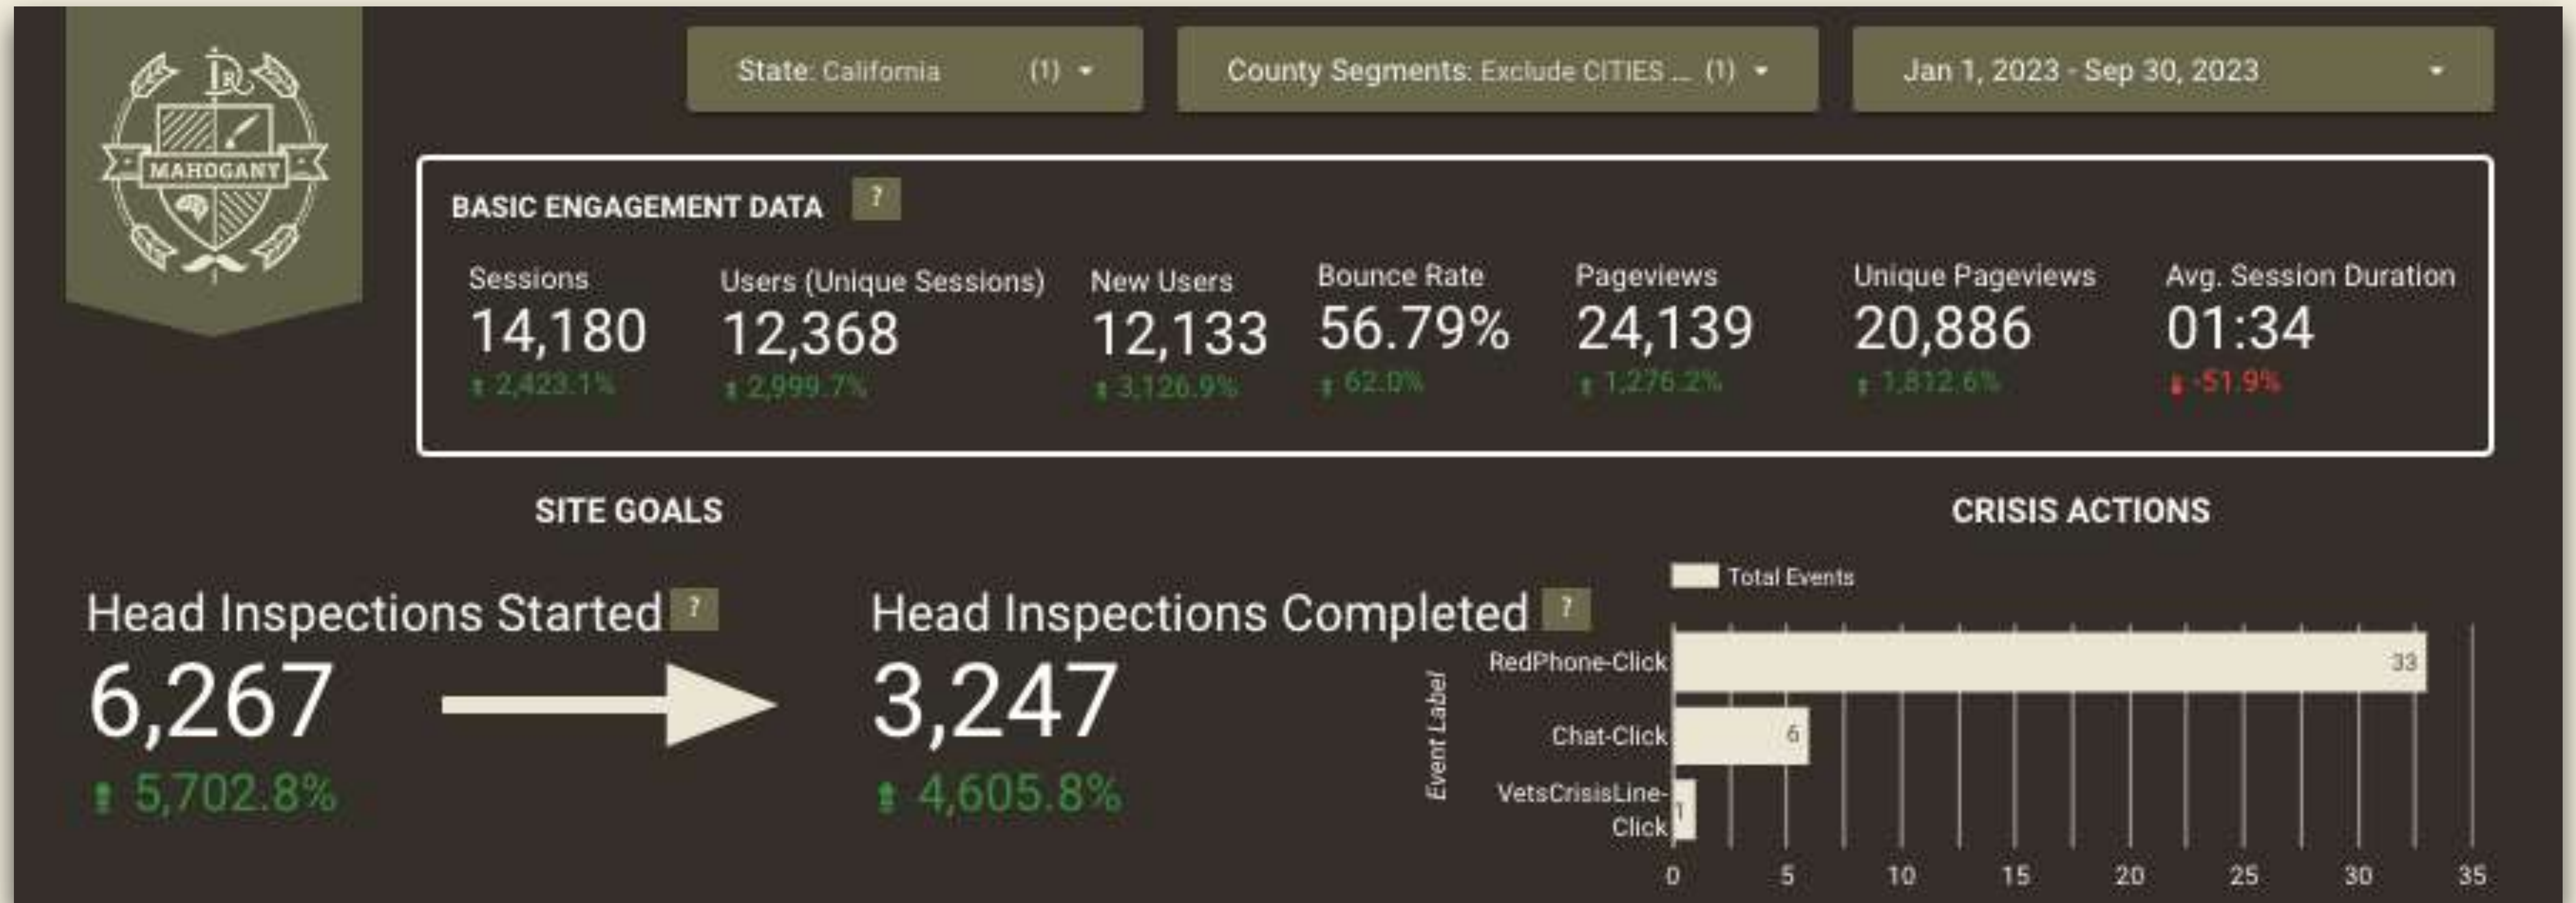 DR
MAHOGANY
State: California (1)
County Segments: Exclude CITIES ... (1)
Jan 1, 2023 - Sep 30, 2023
BASIC ENGAGEMENT DATA ?
Sessions
14,180
2,423.1%
Users (Unique Sessions)
12,368
2,999.7%
New Users
12,133
3,126.9%
Bounce Rate
56.79%
62.0%
Pageviews
24,139
1,276.2%
Unique Pageviews
20,886
1,812.6%
Avg. Session Duration
01:34
-51.9%
SITE GOALS
Head Inspections Started ?
6,267
5,702.8%
Head Inspections Completed ?
3,247
4,605.8%
CRISIS ACTIONS
Total Events
Event Label
RedPhone-Click 33
Chat-Click 6
VetsCrisisLine-
Click 1
0 5 10 15 20 25 30 35